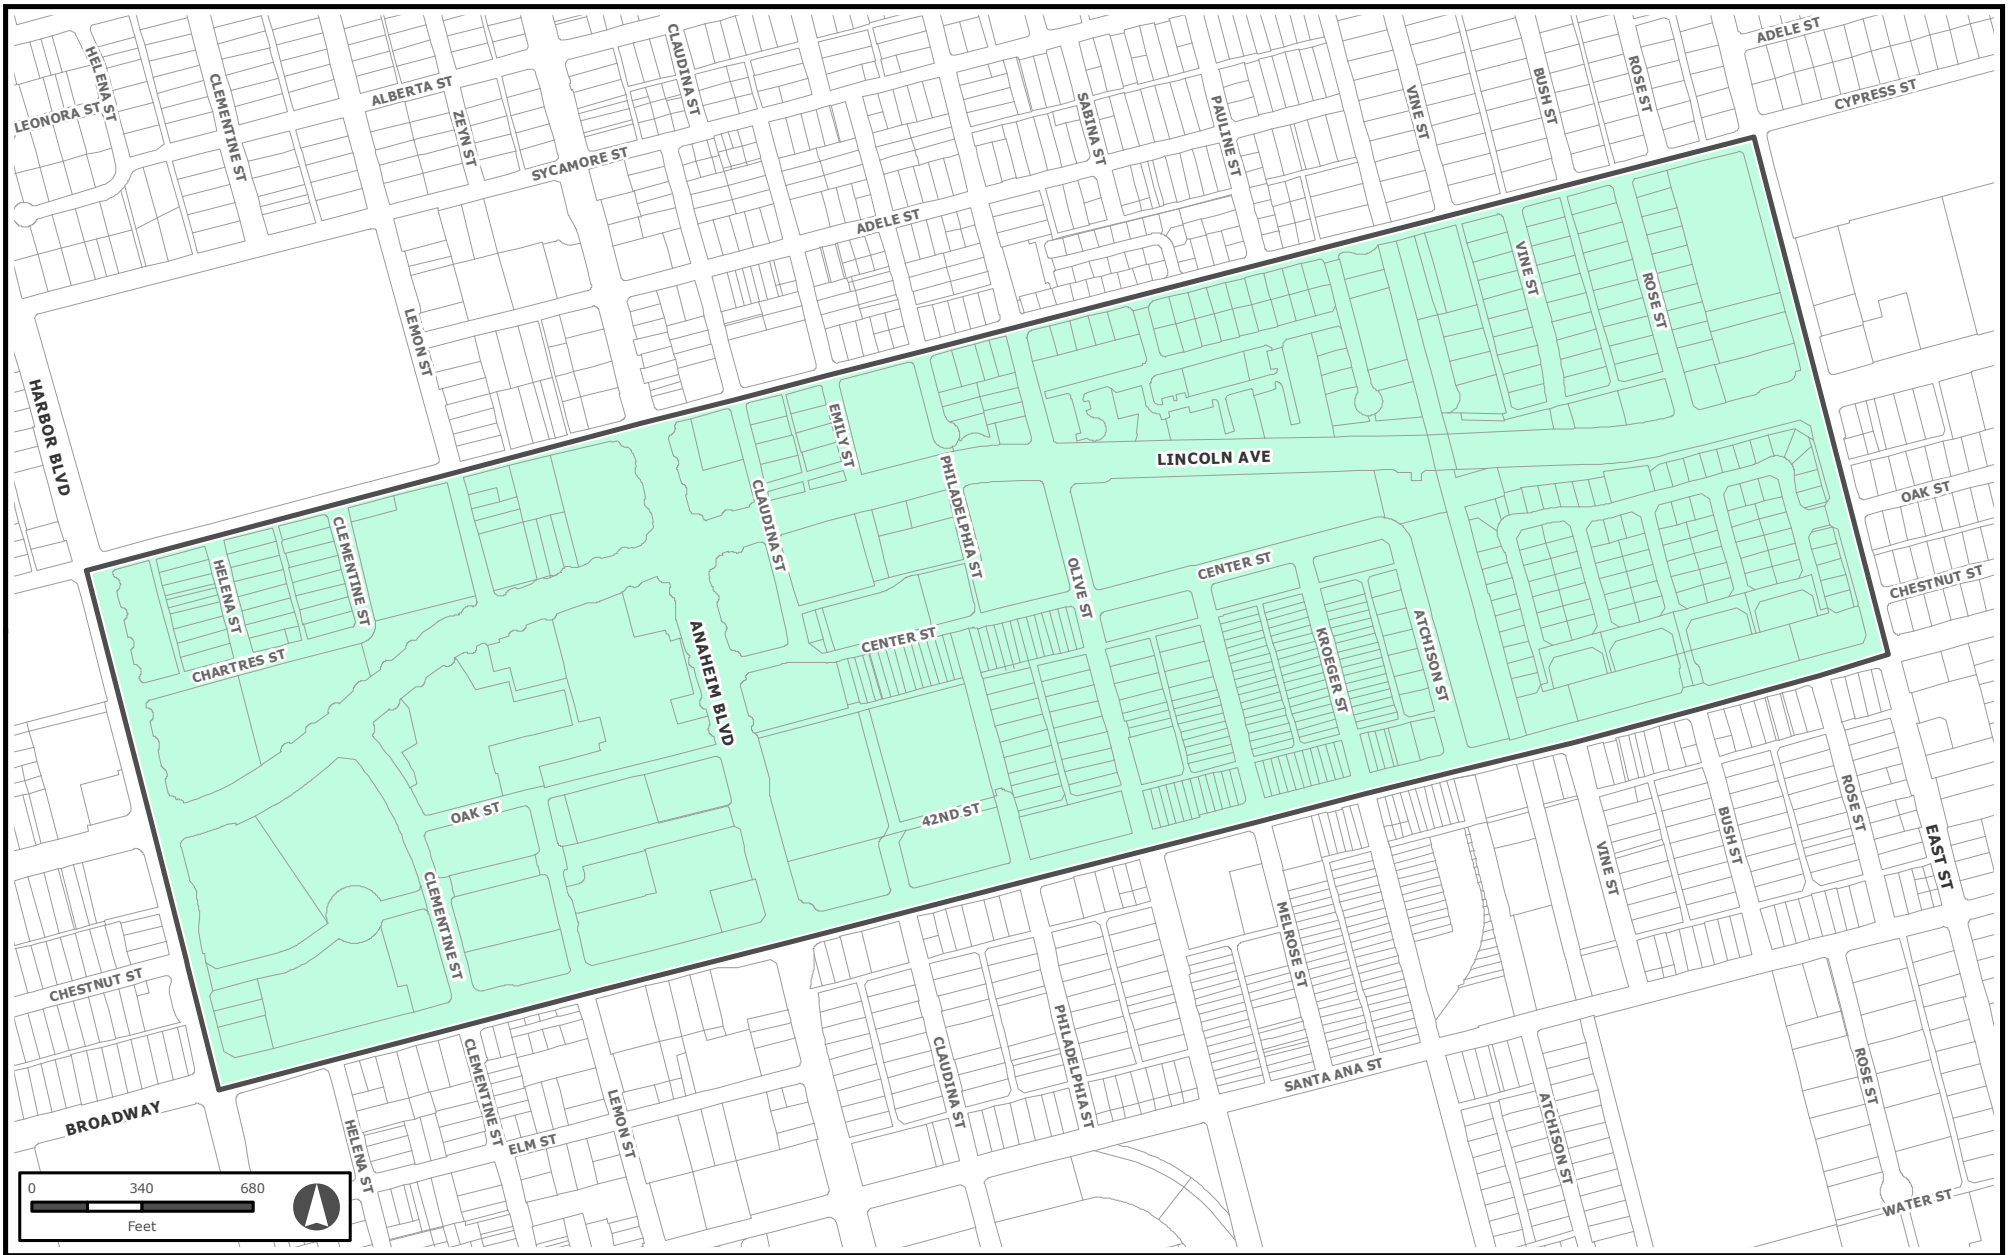 ADELE ST
HELENA ST
CLAUDINA ST
CLEMENTINE ST
ALBERTA ST
ROSE ST
BUSH ST
CYPRESS ST
LEONORA ST
ZEYN ST
SABINA ST
PAULINE ST
VINE ST
SYCAMORE ST
ADELE ST
VINE ST
ROSE ST
LEMON ST
HARBOR BLVD
EMILY ST
LINCOLN AVE
CLAUDINA ST
PHILADELPHIA ST
OAK ST
CLEMENTINE ST
HELENA ST
OLIVE ST
CENTER ST
CHESTNUT ST
CHARTRES ST
CENTER ST
ANAHEIM BLVD
KROEGER ST
ATCHISON ST
OAK ST
42ND ST
ROSE ST
BUSH ST
VINE ST
EAST ST
CLEMENTINE ST
MELROSE ST
CHESTNUT ST
PHILADELPHIA ST
CLAUDINA ST
CLEMENTINE ST
SANTA ANA ST
ROSE ST
BROADWAY
HELENA ST
ELM ST
LEMON ST
ATCHISON ST
WATER ST
0 340 680
Feet